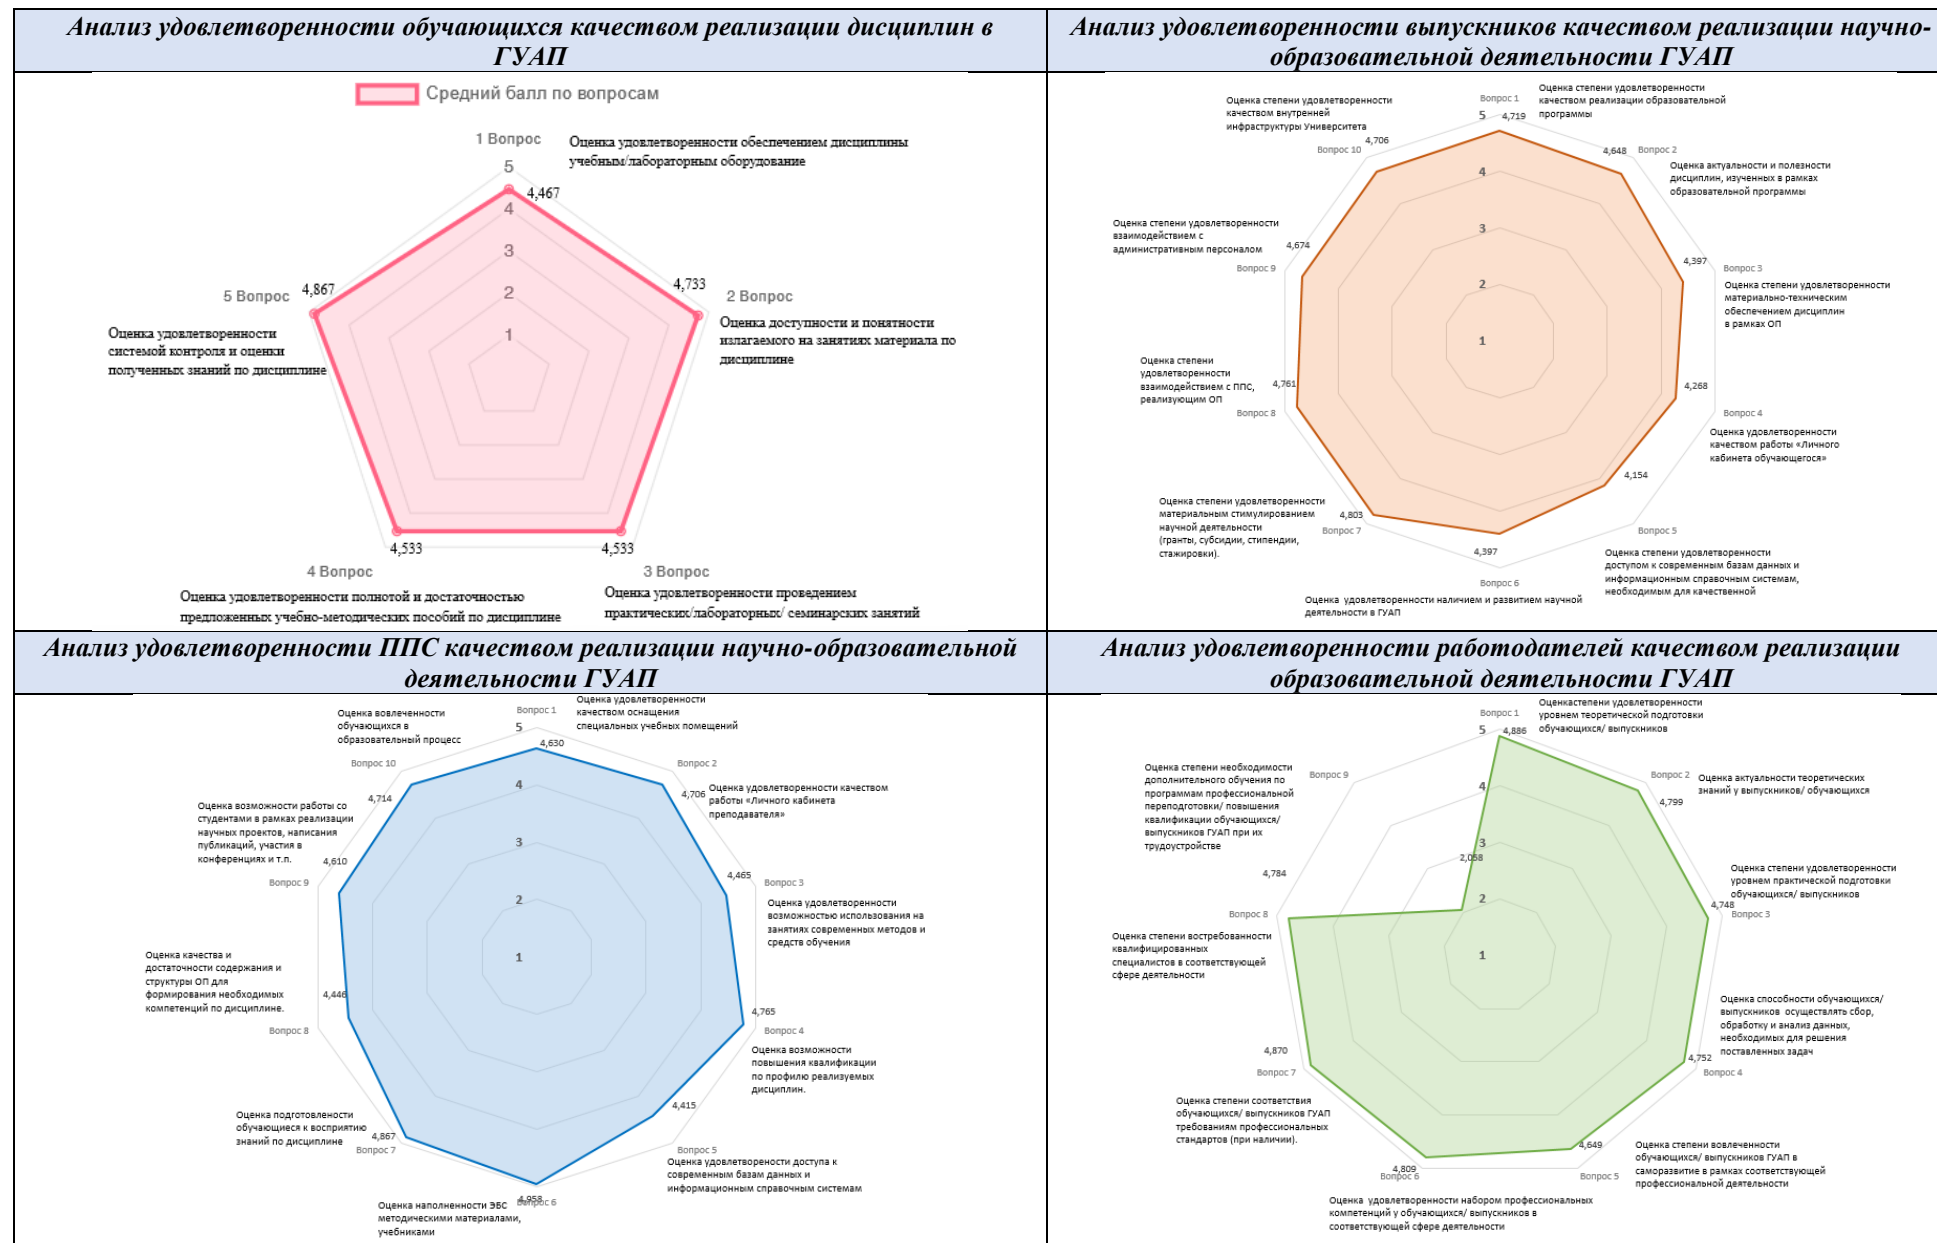 Анализ удовлетворенности обучающихся качеством реализации дисциплин в
ГУАП
Средний балл по вопросам
1 Вопрос
Оценка удовлетворенности обеспечением дисциплины
учебным/лабораторным оборудование
5
4,467
4
3
2
1
4,733
2 Вопрос
Оценка доступности и понятности
излагаемого на занятиях материала по
дисциплине
5 Вопрос
4,867
Оценка удовлетворенности
системой контроля и оценки
полученных знаний по дисциплине
4,533
4,533
4 Вопрос
3 Вопрос
Оценка удовлетворенности полнотой и достаточностью
предложенных учебно-методических пособий по дисциплине
Оценка удовлетворенности проведением
практических/лабораторных/ семинарских занятий
Анализ удовлетворенности выпускников качеством реализации научно-
образовательной деятельности ГУАП
Вопрос 1
Оценка степени удовлетворенности
качеством реализации образовательной
программы
5
4,719
4
3
2
1
4,648
Вопрос 2
Оценка актуальности и полезности
дисциплин, изученных в рамках
образовательной программы
4,397
Вопрос 3
Оценка степени удовлетворенности
материально-техническим
обеспечением дисциплин
в рамках ОП
4,268
Вопрос 4
Оценка удовлетворенности
качеством работы «Личного
кабинета обучающегося»
4,154
Вопрос 5
Оценка степени удовлетворенности
доступом к современным базам данных и
информационным справочным системам,
необходимым для качественной
4,397
Вопрос 6
Оценка удовлетворенности наличием и развитием научной
деятельности в ГУАП
Оценка степени удовлетворенности
материальным стимулированием
научной деятельности
(гранты, субсидии, стипендии,
стажировки).
4,803
Вопрос 7
Оценка степени
удовлетворенности
взаимодействием с ППС,
реализующим ОП
4,761
Вопрос 8
Оценка степени удовлетворенности
взаимодействием с
административным персоналом
4,674
Вопрос 9
Оценка степени удовлетворенности
качеством внутренней
инфраструктуры Университета
4,706
Вопрос 10
Анализ удовлетворенности ППС качеством реализации научно-образовательной
деятельности ГУАП
Вопрос 1
Оценка удовлетворенности
качеством оснащения
специальных учебных помещений
5
4,630
4
3
2
1
Вопрос 2
4,706
Оценка удовлетворенности качеством
работы «Личного кабинета
преподавателя»
4,465
Вопрос 3
Оценка удовлетворенности
возможностью использования на
занятиях современных методов и
средств обучения
4,765
Вопрос 4
Оценка возможности
повышения квалификации
по профилю реализуемых
дисциплин.
4,415
Вопрос 5
Оценка удовлетворености доступа к
современным базам данных и
информационным справочным системам
4,958
Вопрос 6
Оценка наполненности ЭБС
методическими материалами,
учебниками
Оценка подготовлености
обучающиеся к восприятию
знаний по дисциплине
4,867
Вопрос 7
Оценка качества и
достаточности содержания и
структуры ОП для
формирования необходимых
компетенций по дисциплине.
4,446
Вопрос 8
Оценка возможности работы со
студентами в рамках реализации
научных проектов, написания
публикаций, участия в
конференциях и т.п.
4,610
Вопрос 9
Оценка вовлеченности
обучающихся в
образовательный процесс
Вопрос 10
4,714
Анализ удовлетворенности работодателей качеством реализации
образовательной деятельности ГУАП
Вопрос 1
Оценкастепени удовлетворенности
уровнем теоретической подготовки
обучающихся/ выпускников
5
4,886
4
3
2
1
Вопрос 2
4,799
Оценка актуальности теоретических
знаний у выпускников/ обучающихся
Оценка степени удовлетворенности
уровнем практической подготовки
обучающихся/ выпускников
4,748
Вопрос 3
Оценка способности обучающихся/
выпускников осуществлять сбор,
обработку и анализ данных,
необходимых для решения
поставленных задач
4,752
Вопрос 4
4,649
Вопрос 5
Оценка степени вовлеченности
обучающихся/ выпускников ГУАП в
саморазвитие в рамках соответствующей
профессиональной деятельности
4,809
Вопрос 6
Оценка удовлетворенности набором профессиональных
компетенций у обучающихся/ выпускников в
соответствующей сфере деятельности
4,870
Вопрос 7
Оценка степени соответствия
обучающихся/ выпускников ГУАП
требованиям профессиональных
стандартов (при наличии).
4,784
Вопрос 8
Оценка степени востребованности
квалифицированных
специалистов в соответствующей
сфере деятельности
Вопрос 9
2,058
Оценка степени необходимости
дополнительного обучения по
программам профессиональной
переподготовки/ повышения
квалификации обучающихся/
выпускников ГУАП при их
трудоустройстве